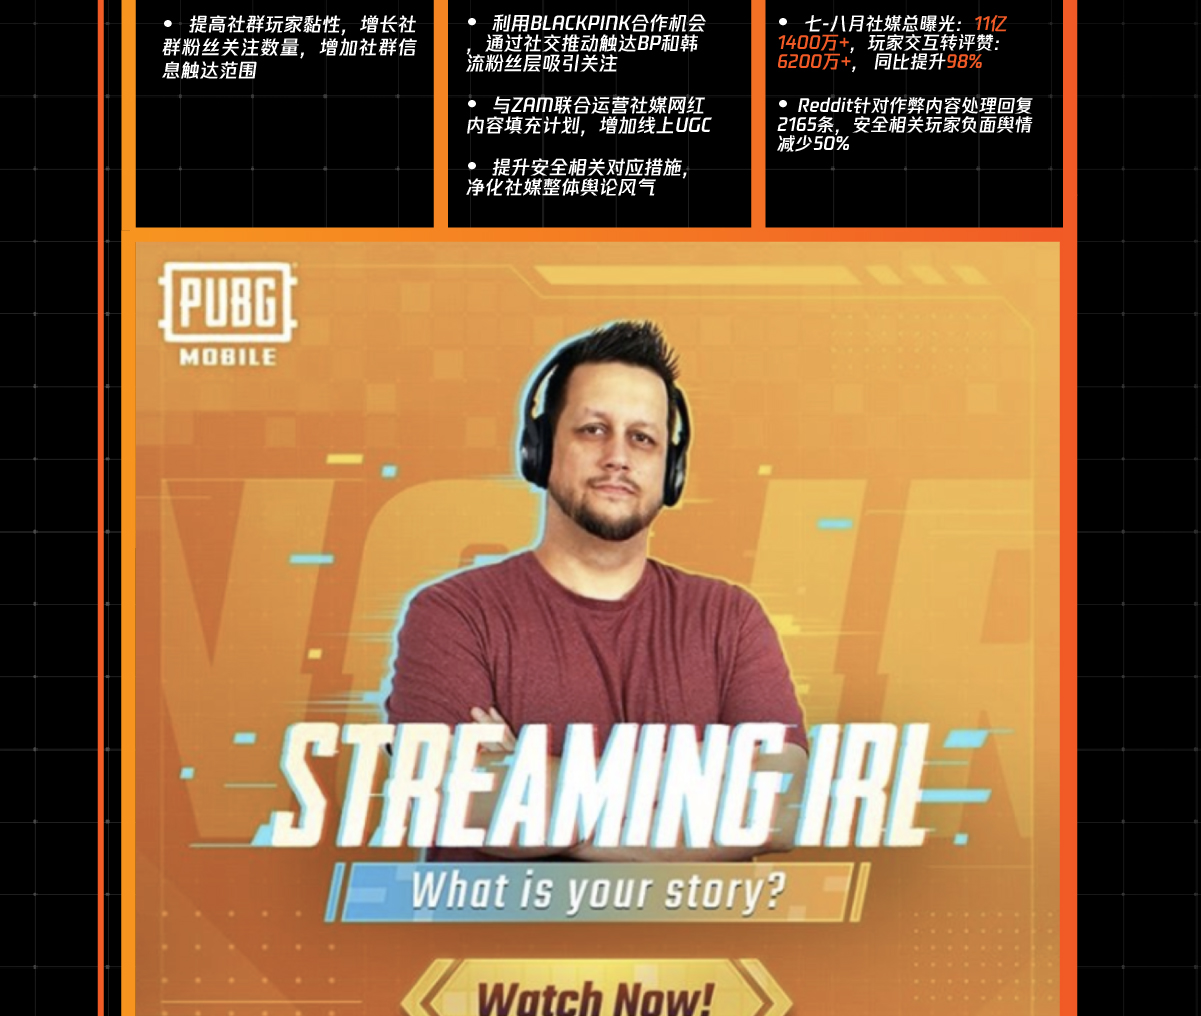 • 提高社群玩家黏性，增长社
群粉丝关注数量，增加社群信
息触达范围
• 利用BLACKPINK合作机会
，通过社交推动触达BP和韩
流粉丝层吸引关注
• 与ZAM联合运营社媒网红
内容填充计划，增加线上UGC
• 提升安全相关对应措施，
净化社媒整体舆论风气
• 七-八月社媒总曝光：11亿
1400万+，玩家交互转评赞：
6200万+， 同比提升98%
• Reddit针对作弊内容处理回复
2165条，安全相关玩家负面舆情
减少50%
PUBG
MOBILE
STREAMING IRL
What is your story?
Watch Now!